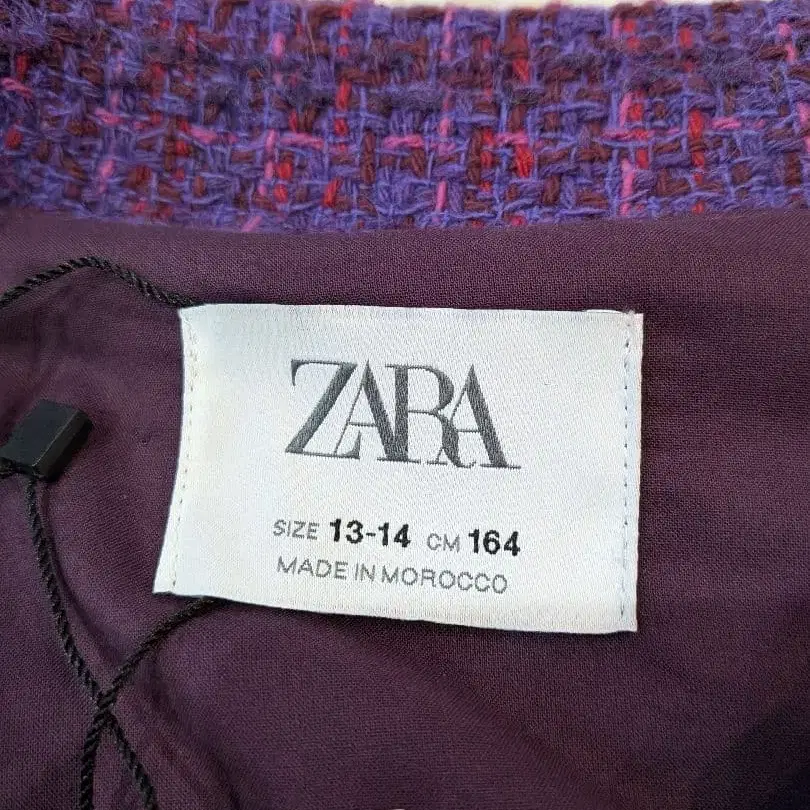 ZARA
SIZE 13-14 CM 164
MADE IN MOROCCO